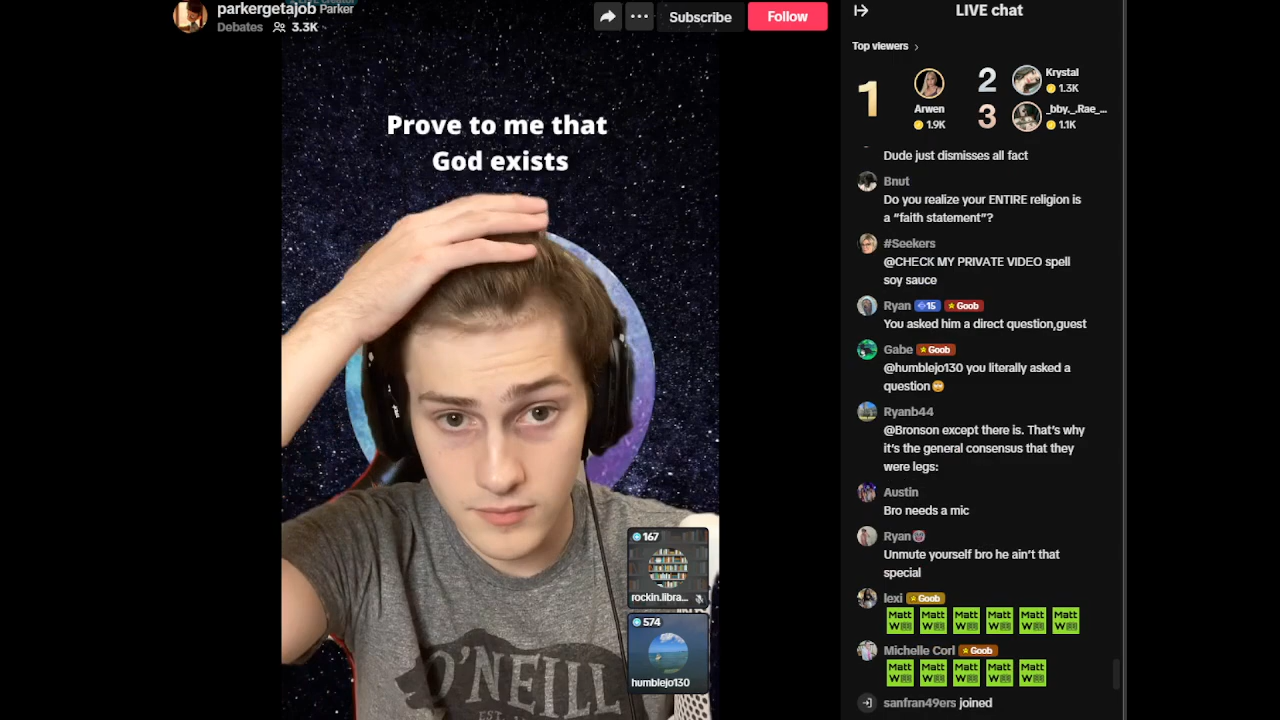 parkergetajob Parker
Debates 3.3K
Subscribe
Follow
Prove to me that
God exists
O'NEILL
167
rockin.libra...
574
humblejo130
LIVE chat
Top viewers >
1
Arwen
1.9K
2
Krystal
1.3K
3
_bby._.Rae_...
1.1K
Dude just dismisses all fact
Bnut
Do you realize your ENTIRE religion is
a “faith statement”?
#Seekers
@CHECK MY PRIVATE VIDEO spell
soy sauce
Ryan 15 Goob
You asked him a direct question,guest
Gabe Goob
@humblejo130 you literally asked a
question
Ryanb44
@Bronson except there is. That's why
it's the general consensus that they
were legs:
Austin
Bro needs a mic
Ryan
Unmute yourself bro he ain't that
special
lexi Goob
Matt Matt Matt Matt Matt Matt
W W W W W W
Michelle Corl Goob
Matt Matt Matt Matt Matt
W W W W W
sanfran49ers joined